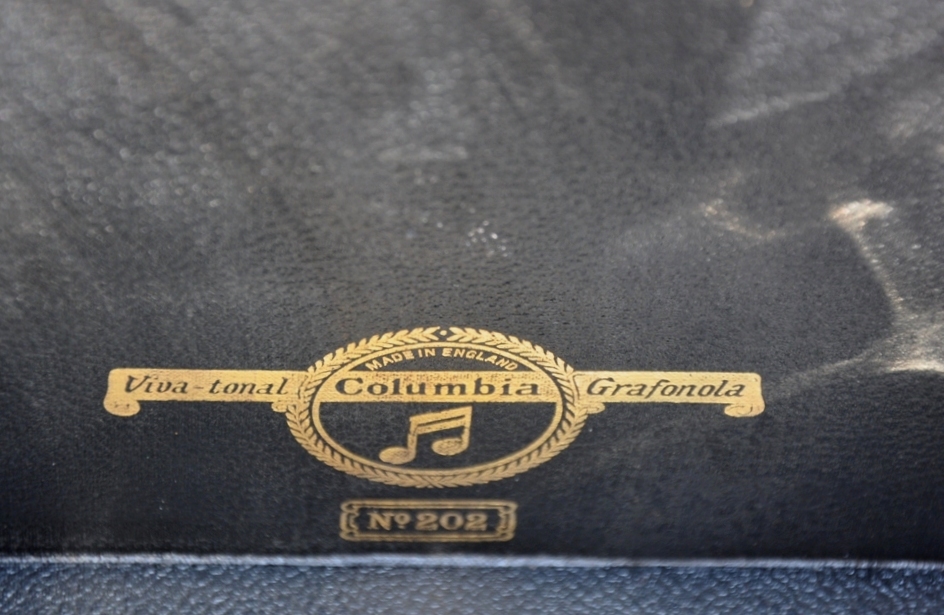 MADE IN ENGLAND
Viva-tonal Columbia Grafonola
Nº 202